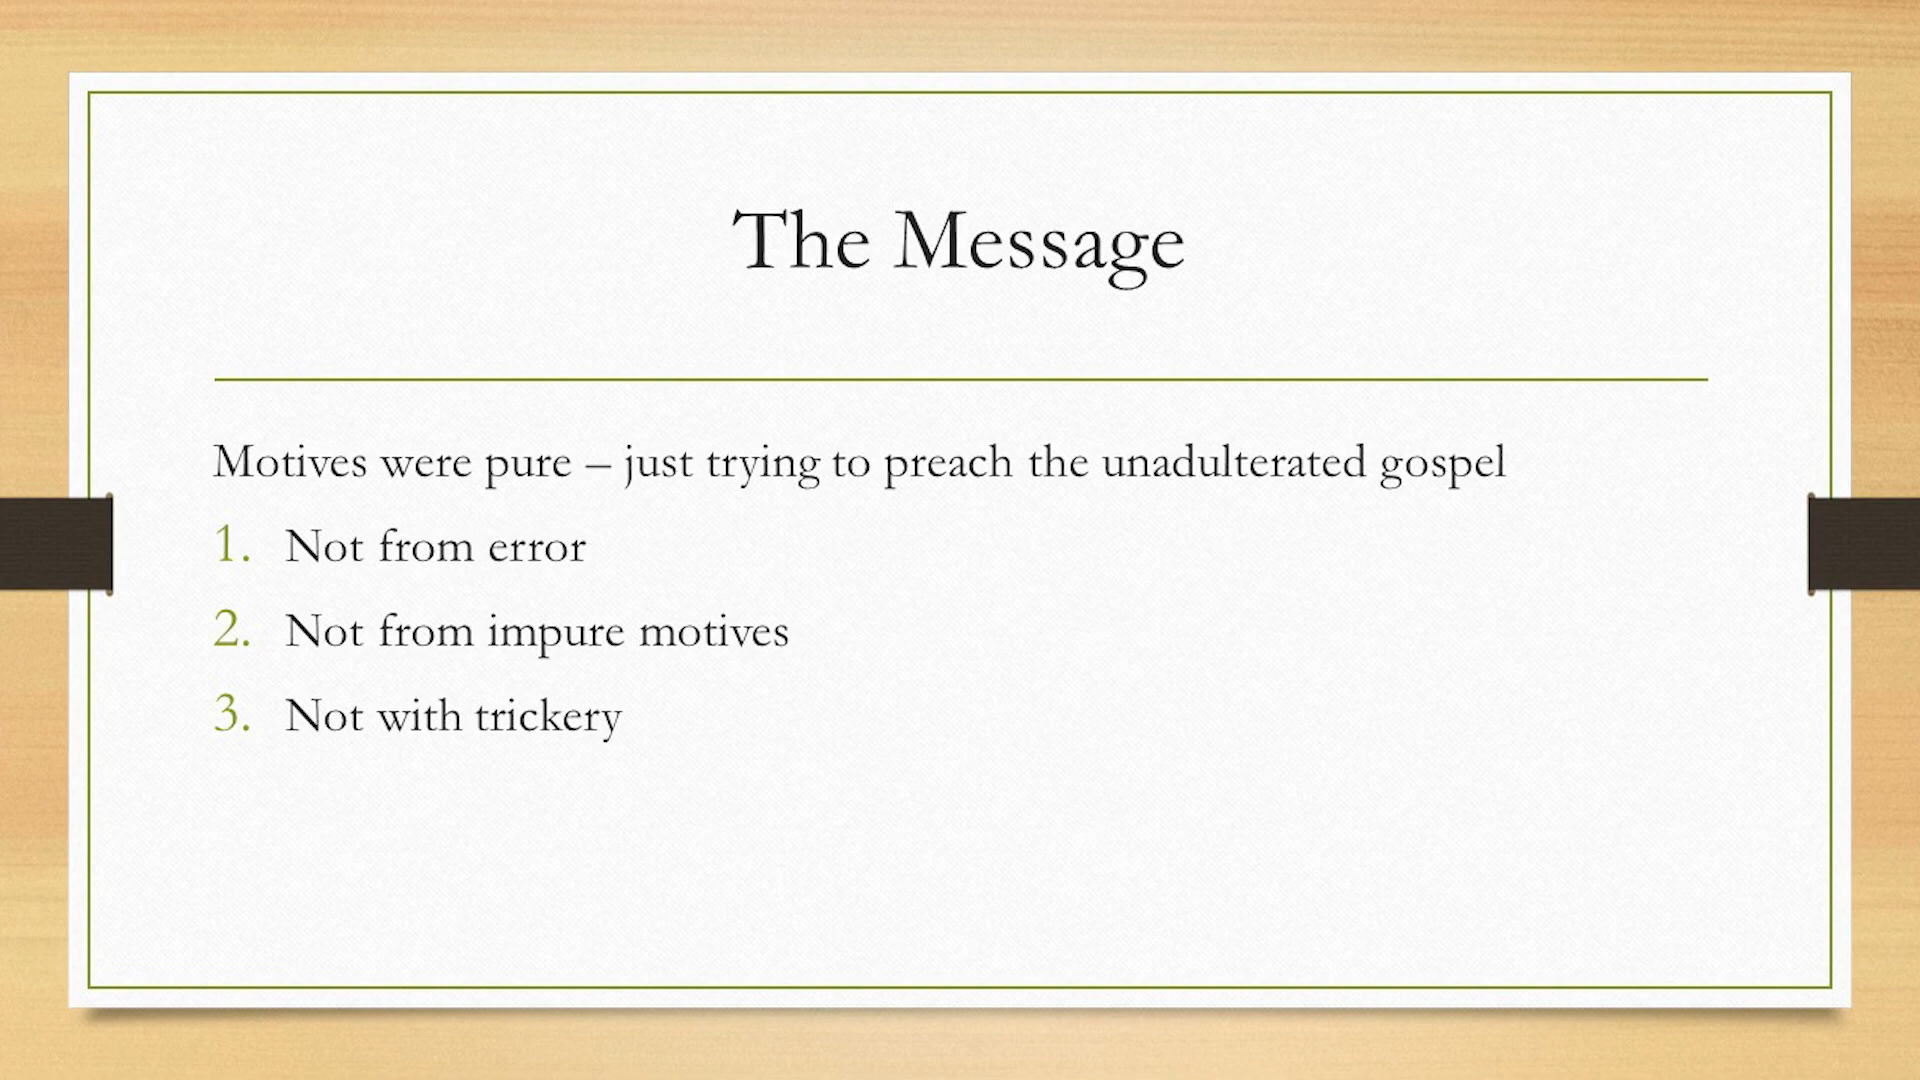 The Message
Motives were pure – just trying to preach the unadulterated gospel
1. Not from error
2. Not from impure motives
3. Not with trickery